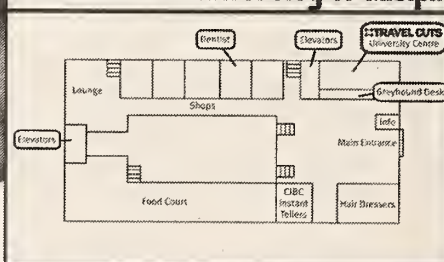 Dentist
Elevators
TRAVEL CUTS
University Centre
Lounge
Shops
Greyhound Desk
Info
Elevators
Main Entrance
Food Court
CIBC
Instant
Tellers
Hair Dressers